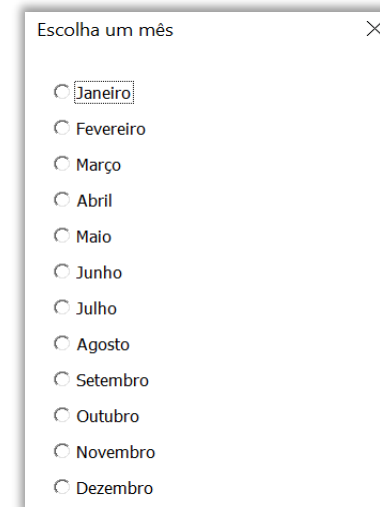 Escolha um mês
Janeiro
Fevereiro
Março
Abril
Maio
Junho
Julho
Agosto
Setembro
Outubro
Novembro
Dezembro